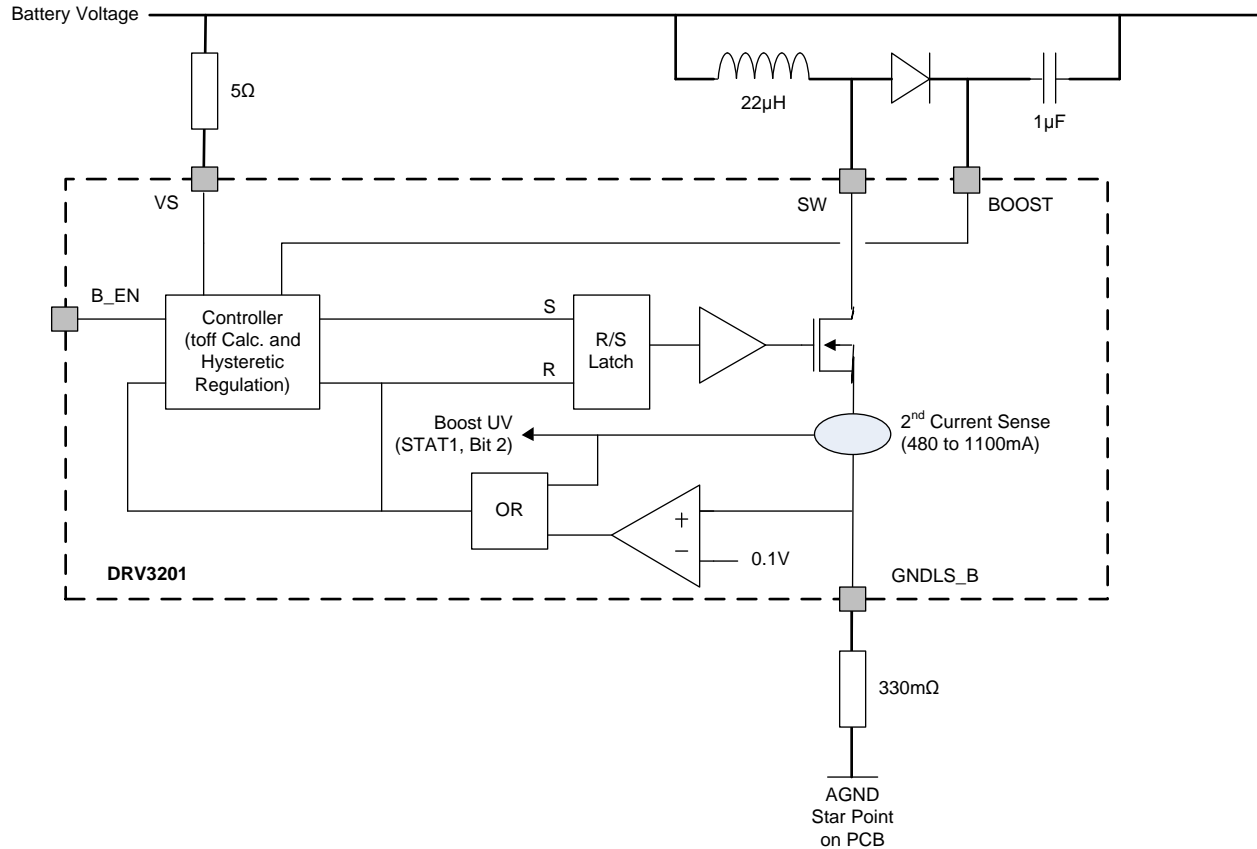 Battery Voltage
5Ω
22µH
1µF
VS
SW
BOOST
B_EN
Controller
(toff Calc. and
Hysteretic
Regulation)
S
R
R/S
Latch
Boost UV
(STAT1, Bit 2)
2nd Current Sense
(480 to 1100mA)
OR
+
−
0.1V
DRV3201
GNDLS_B
330mΩ
AGND
Star Point
on PCB